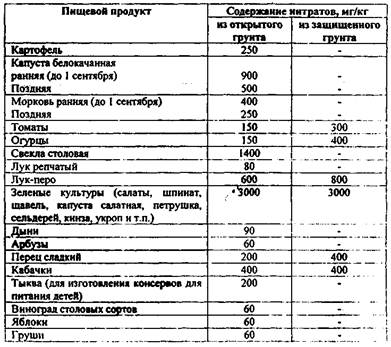 Пищевой продукт Содержание нитратов, мг/кг
из открытого грунта из защищенного грунта
Картофель 250 -
Капуста белокачанная
ранняя (до 1 сентября) 900 -
Поздняя 500 -
Морковь ранняя (до 1 сентября) 400 -
Поздняя 250 -
Томаты 150 300
Огурцы 150 400
Свекла столовая 1400 -
Лук репчатый 80 -
Лук-перо 600 800
Зеленые культуры (салаты, шпинат, 3000 3000
щавель, капуста салатная, петрушка,
сельдерей, кинза, укроп и т.п.)
Дыни 90 -
Арбузы 60 -
Перец сладкий 200 400
Кабачки 400 400
Тыква (для изготовления консервов для 200 -
питания детей)
Виноград столовых сортов 60 -
Яблоки 60 -
Груши 60 -